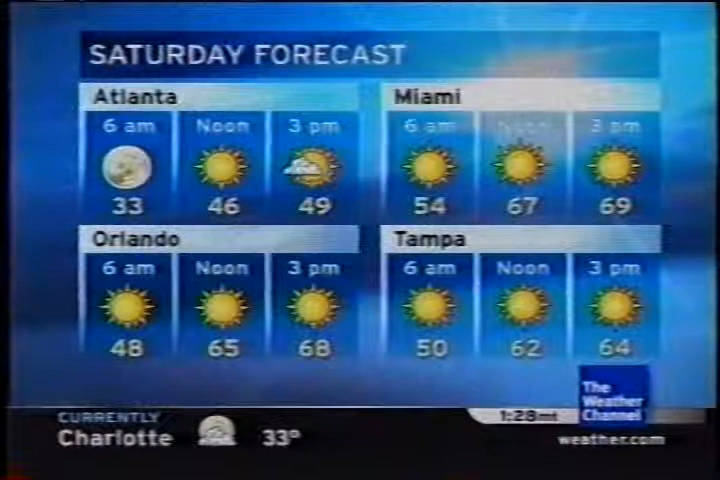 SATURDAY FORECAST
Atlanta
6 am Noon 3 pm
33 46 49
Miami
6 am Noon 3 pm
54 67 69
Orlando
6 am Noon 3 pm
48 65 68
Tampa
6 am Noon 3 pm
50 62 64
The
Weather
Channel
1:28mt
CURRENTLY
Charlotte 33°
weather.com